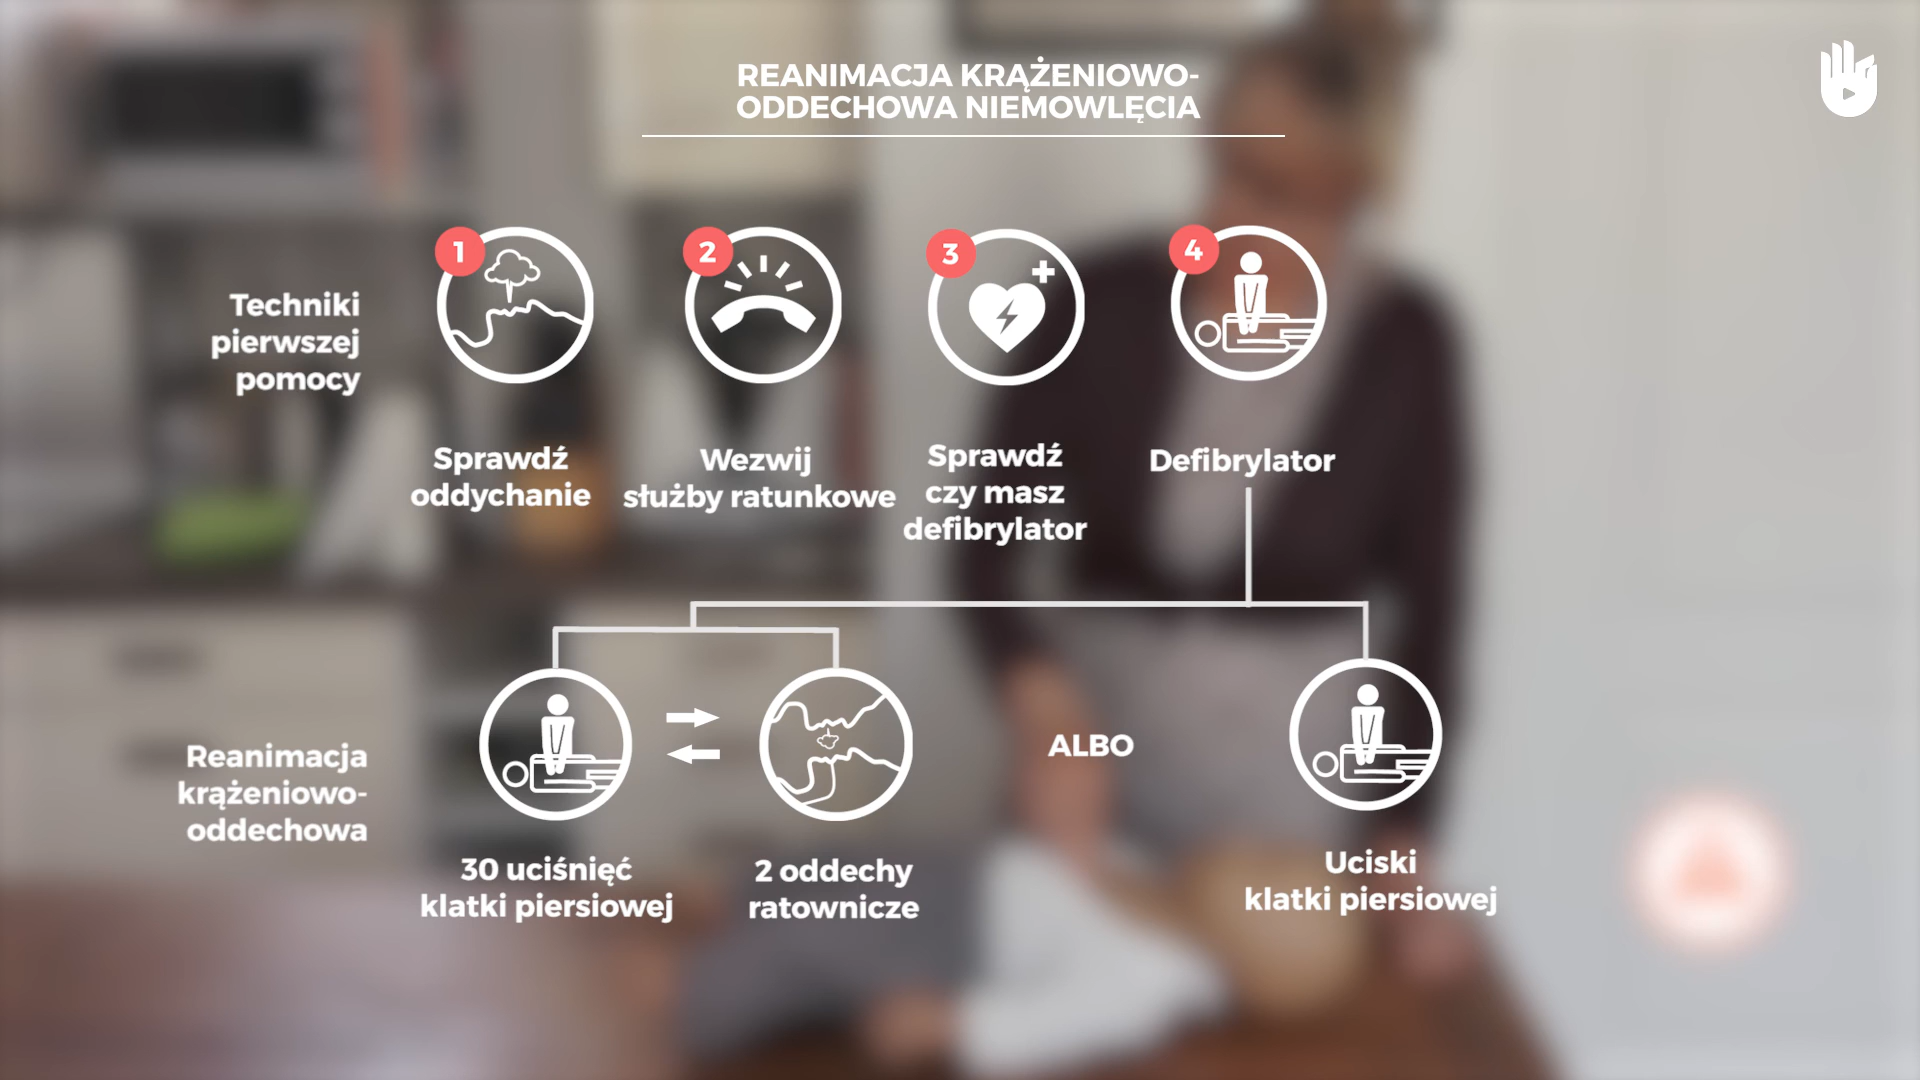 REANIMACJA KRĄŻENIOWO-
ODDECHOWA NIEMOWLĘCIA
Techniki
pierwszej
pomocy
1
Sprawdź
oddychanie
2
Wezwij
służby ratunkowe
3
Sprawdź
czy masz
defibrylator
4
Defibrylator
Reanimacja
krążeniowo-
oddechowa
30 uciśnięć
klatki piersiowej
2 oddechy
ratownicze
ALBO
Uciski
klatki piersiowej